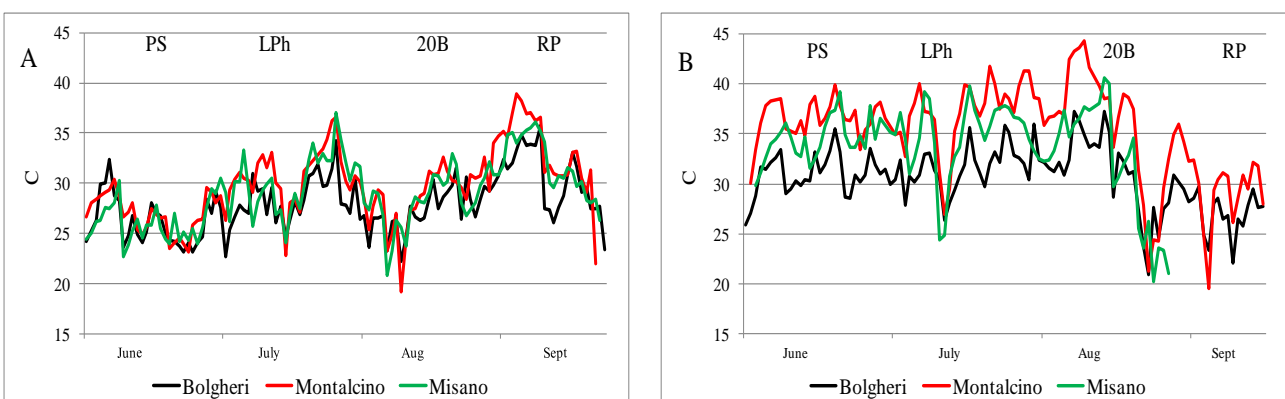 A
PS LPh 20B RP
45
40
35
30
25
20
15
C
June July Aug Sept
Bolgheri Montalcino Misano
B
PS LPh 20B RP
45
40
35
30
25
20
15
C
June July Aug Sept
Bolgheri Montalcino Misano